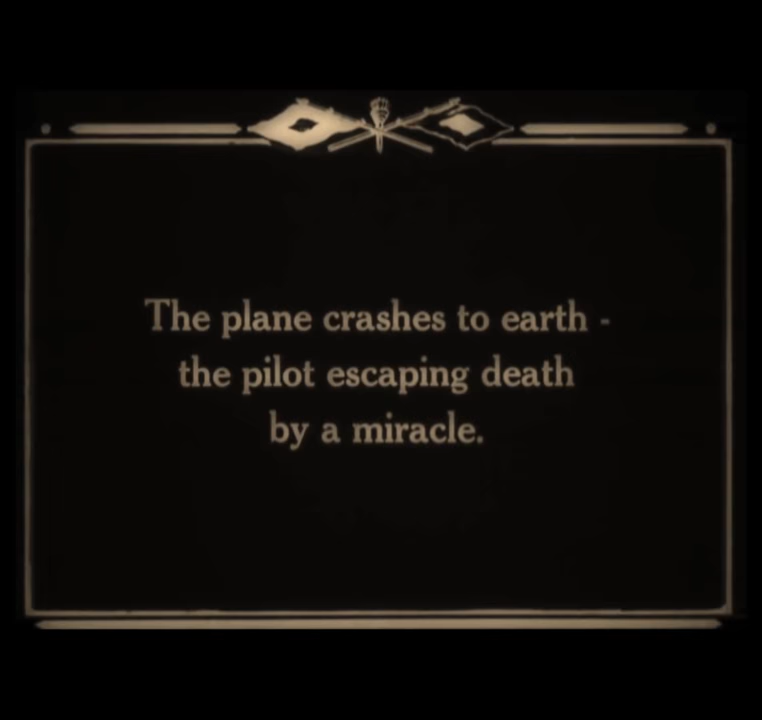 The plane crashes to earth -
the pilot escaping death
by a miracle.